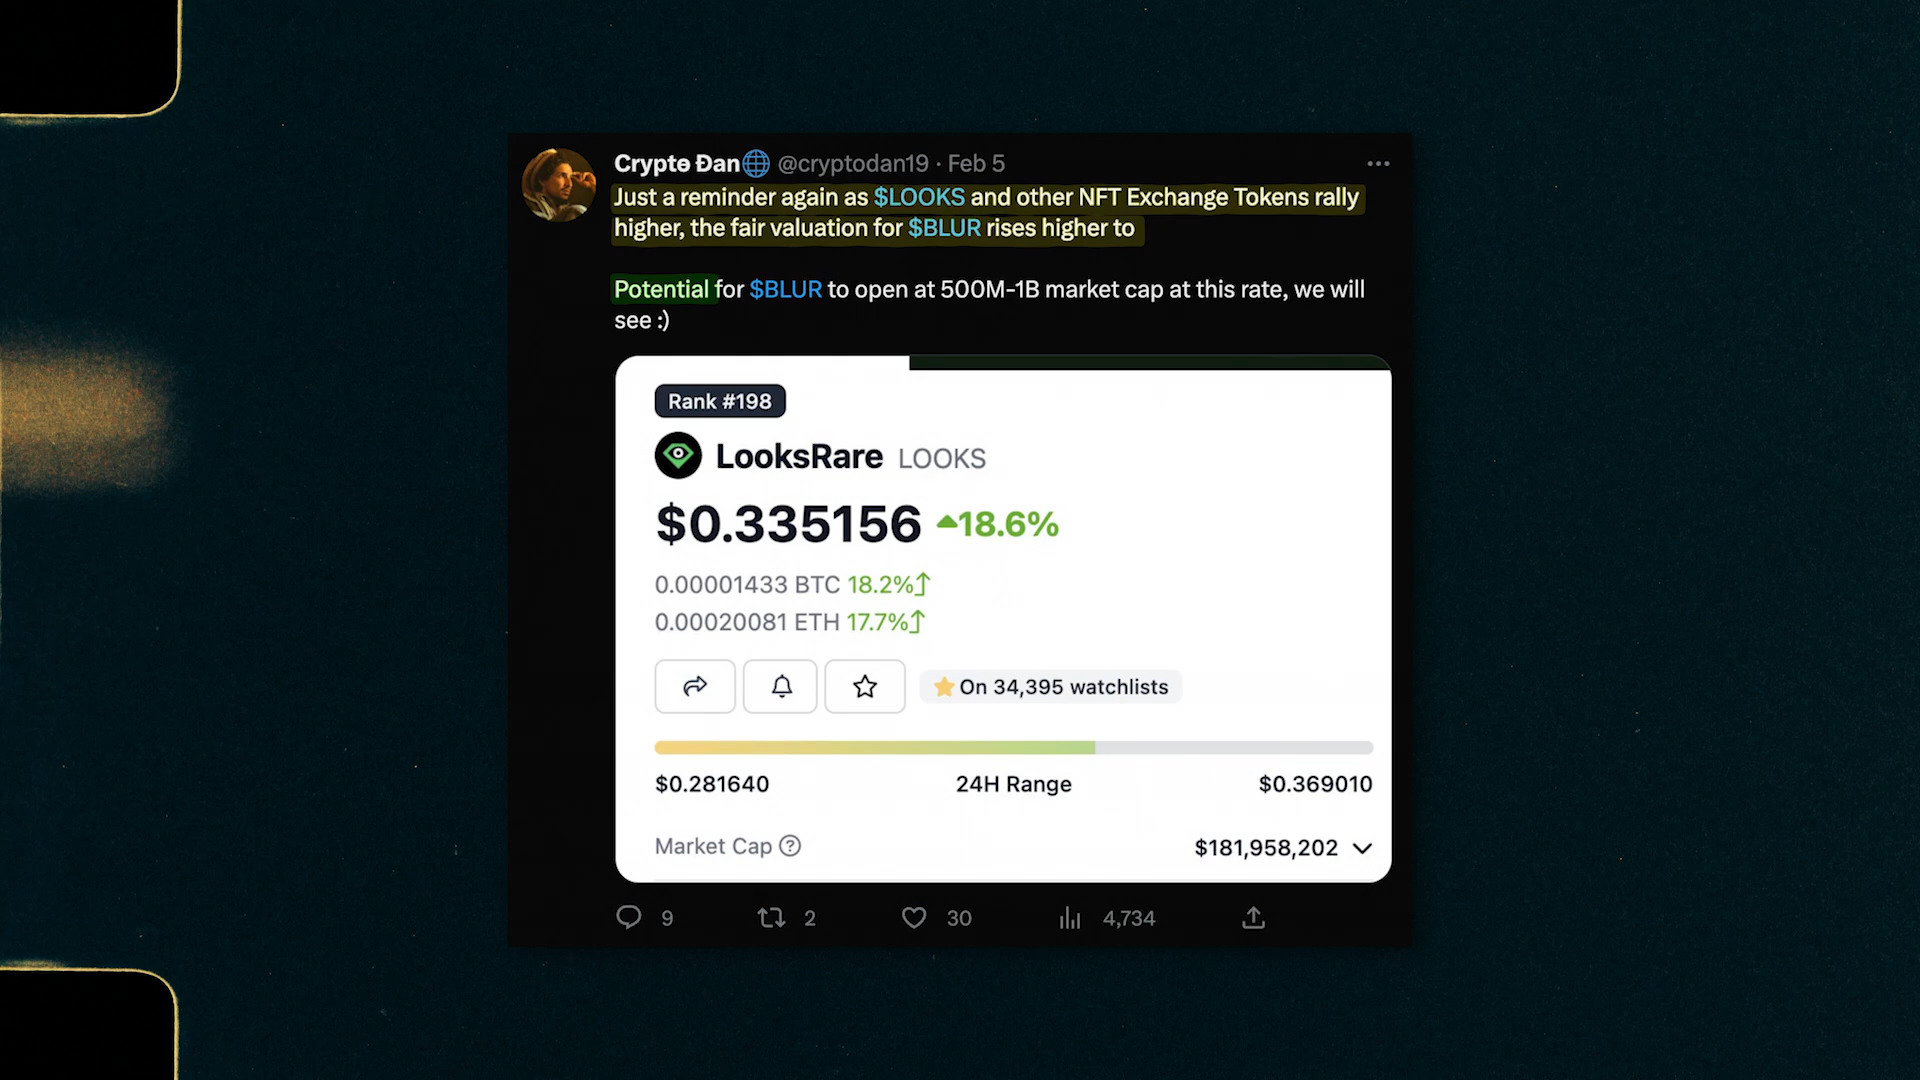 Crypto Đan @cryptodan19 · Feb 5
Just a reminder again as $LOOKS and other NFT Exchange Tokens rally
higher, the fair valuation for $BLUR rises higher to
Potential for $BLUR to open at 500M-1B market cap at this rate, we will
see :)
Rank #198
LooksRare LOOKS
$0.335156 18.6%
0.00001433 BTC 18.2%
0.00020081 ETH 17.7%
On 34,395 watchlists
$0.281640 24H Range $0.369010
Market Cap $181,958,202
9 2 30 4,734